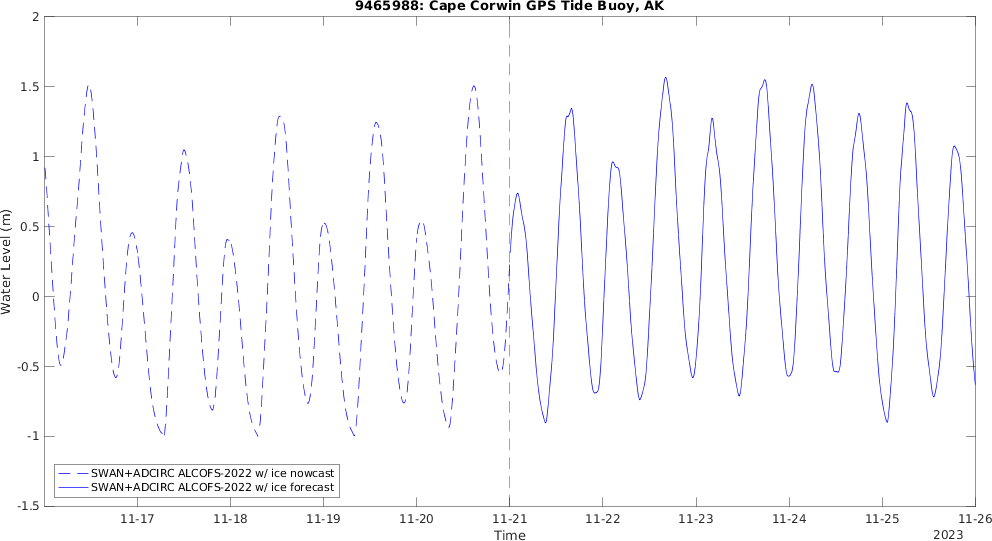 9465988: Cape Corwin GPS Tide Buoy, AK
2
1.5
1
0.5
0
-0.5
-1
-1.5
Water Level (m)
SWAN+ADCIRC ALCOFS-2022 w/ ice nowcast
SWAN+ADCIRC ALCOFS-2022 w/ ice forecast
11-17 11-18 11-19 11-20 11-21 11-22 11-23 11-24 11-25 11-26
Time
2023